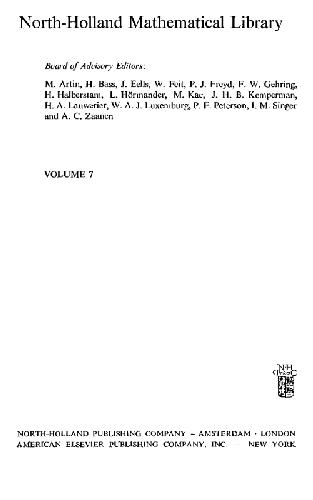 North-Holland Mathematical Library
Board of Advisory Editors:
M. Artin, H. Bass, J. Eells, W. Feit, P. J. Freyd, F. W. Gehring,
H. Halberstam, L. Hörmander, M. Kac, J. H. B. Kemperman,
H. A. Lauwerier, W. A. J. Luxemburg, F. P. Peterson, I. M. Singer
and A. C. Zaanen
VOLUME 7
NORTH-HOLLAND PUBLISHING COMPANY – AMSTERDAM · LONDON
AMERICAN ELSEVIER PUBLISHING COMPANY, INC. NEW YORK